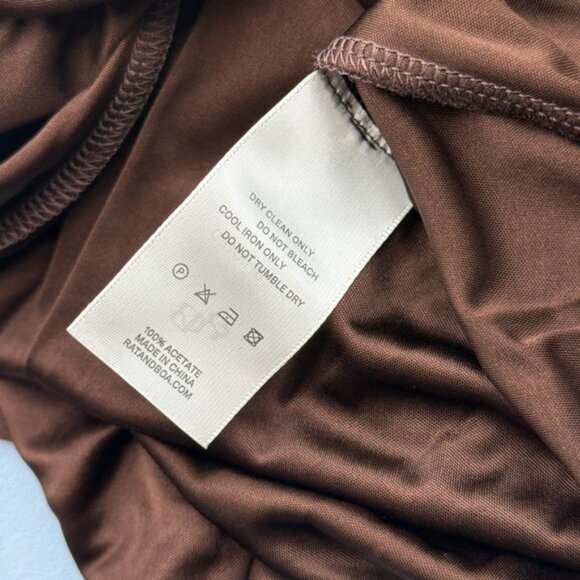 DRY CLEAN ONLY
DO NOT BLEACH
COOL IRON ONLY
DO NOT TUMBLE DRY
P
100% ACETATE
MADE IN CHINA
RATANDBOA.COM